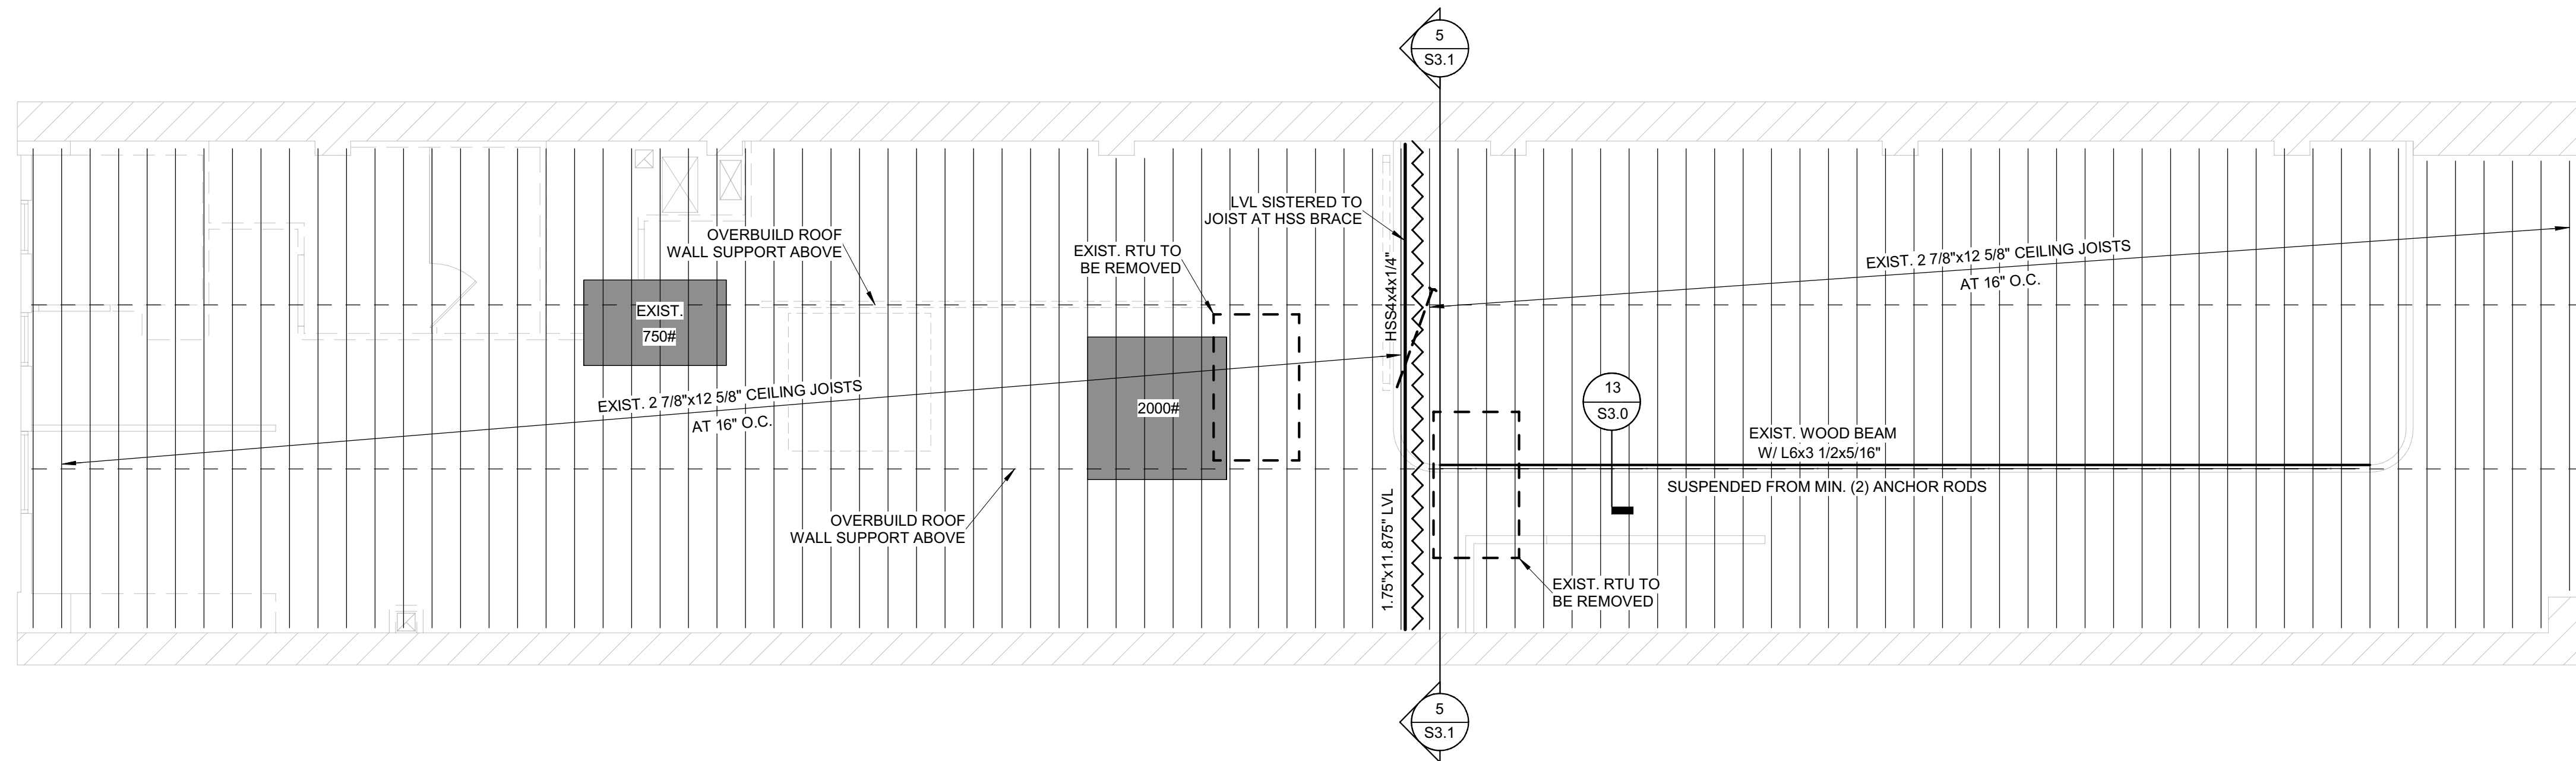 5
S3.1
LVL SISTERED TO
JOIST AT HSS BRACE
OVERBUILD ROOF
WALL SUPPORT ABOVE
EXIST. RTU TO
BE REMOVED
HSS4x4x1/4"
EXIST. 2 7/8"x12 5/8" CEILING JOISTS
AT 16" O.C.
EXIST.
750#
EXIST. 2 7/8"x12 5/8" CEILING JOISTS
AT 16" O.C.
2000#
13
S3.0
EXIST. WOOD BEAM
W/ L6x3 1/2x5/16"
SUSPENDED FROM MIN. (2) ANCHOR RODS
OVERBUILD ROOF
WALL SUPPORT ABOVE
1.75"x11.875" LVL
EXIST. RTU TO
BE REMOVED
5
S3.1